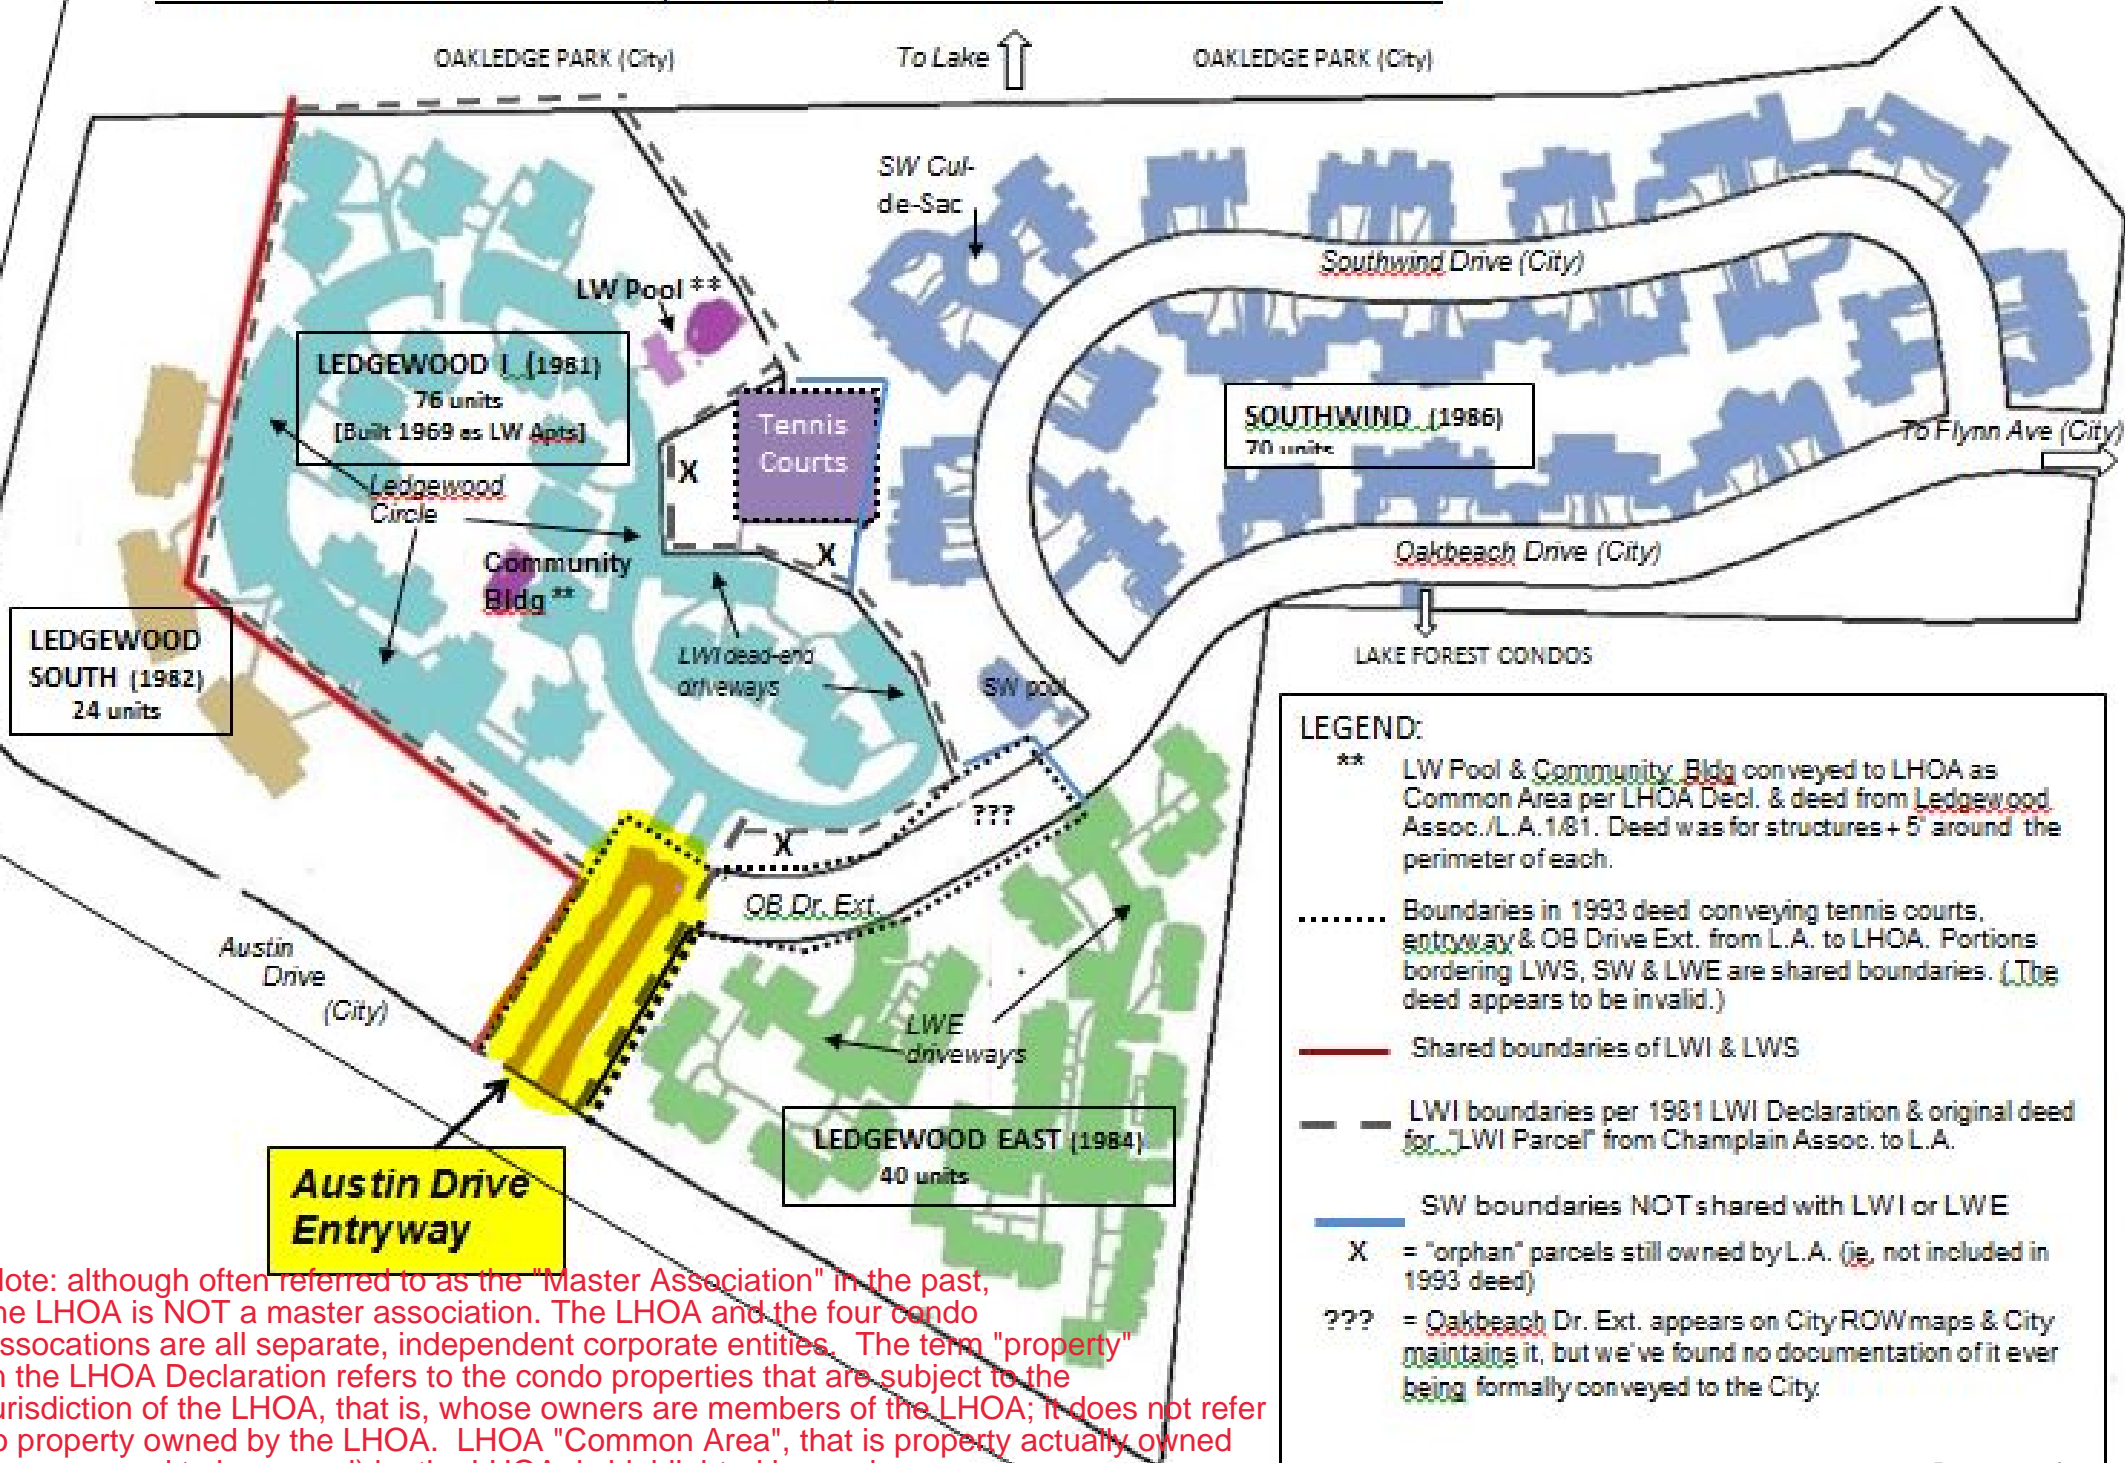 OAKLEDGE PARK (City)
To Lake
OAKLEDGE PARK (City)
SW Cul-
de-Sac
Southwind Drive (City)
LW Pool **
LEDGEWOOD I (1981)
76 units
[Built 1969 as LW Apts]
Tennis
Courts
SOUTHWIND (1986)
70 units
To Flynn Ave (City)
X
Ledgewood
Circle
X
Oakbeach Drive (City)
Community
Bldg **
LEDGEWOOD
SOUTH (1982)
24 units
LWI dead-end
driveways
LAKE FOREST CONDOS
SW pool
???
X
OB Dr. Ext.
Austin
Drive
(City)
LWE
driveways
LEDGEWOOD EAST (1984)
40 units
Austin Drive
Entryway
LEGEND:
** LW Pool & Community Bldg conveyed to LHOA as
Common Area per LHOA Decl. & deed from Ledgewood
Assoc./L.A.1/81. Deed was for structures + 5' around the
perimeter of each.
Boundaries in 1993 deed conveying tennis courts,
entryway & OB Drive Ext. from L.A. to LHOA. Portions
bordering LWS, SW & LWE are shared boundaries. (The
deed appears to be invalid.)
Shared boundaries of LWI & LWS
LWI boundaries per 1981 LWI Declaration & original deed
for "LWI Parcel" from Champlain Assoc. to L.A.
SW boundaries NOT shared with LWI or LWE
X = "orphan" parcels still owned by L.A. (ie, not included in
1993 deed)
??? = Oakbeach Dr. Ext. appears on City ROW maps & City
maintains it, but we've found no documentation of it ever
being formally conveyed to the City.
lote: although often referred to as the "Master Association" in the past,
he LHOA is NOT a master association. The LHOA and the four condo
ssocations are all separate, independent corporate entities. The term "property"
n the LHOA Declaration refers to the condo properties that are subject to the
urisdiction of the LHOA, that is, whose owners are members of the LHOA; it does not refer
o property owned by the LHOA. LHOA "Common Area", that is property actually owned